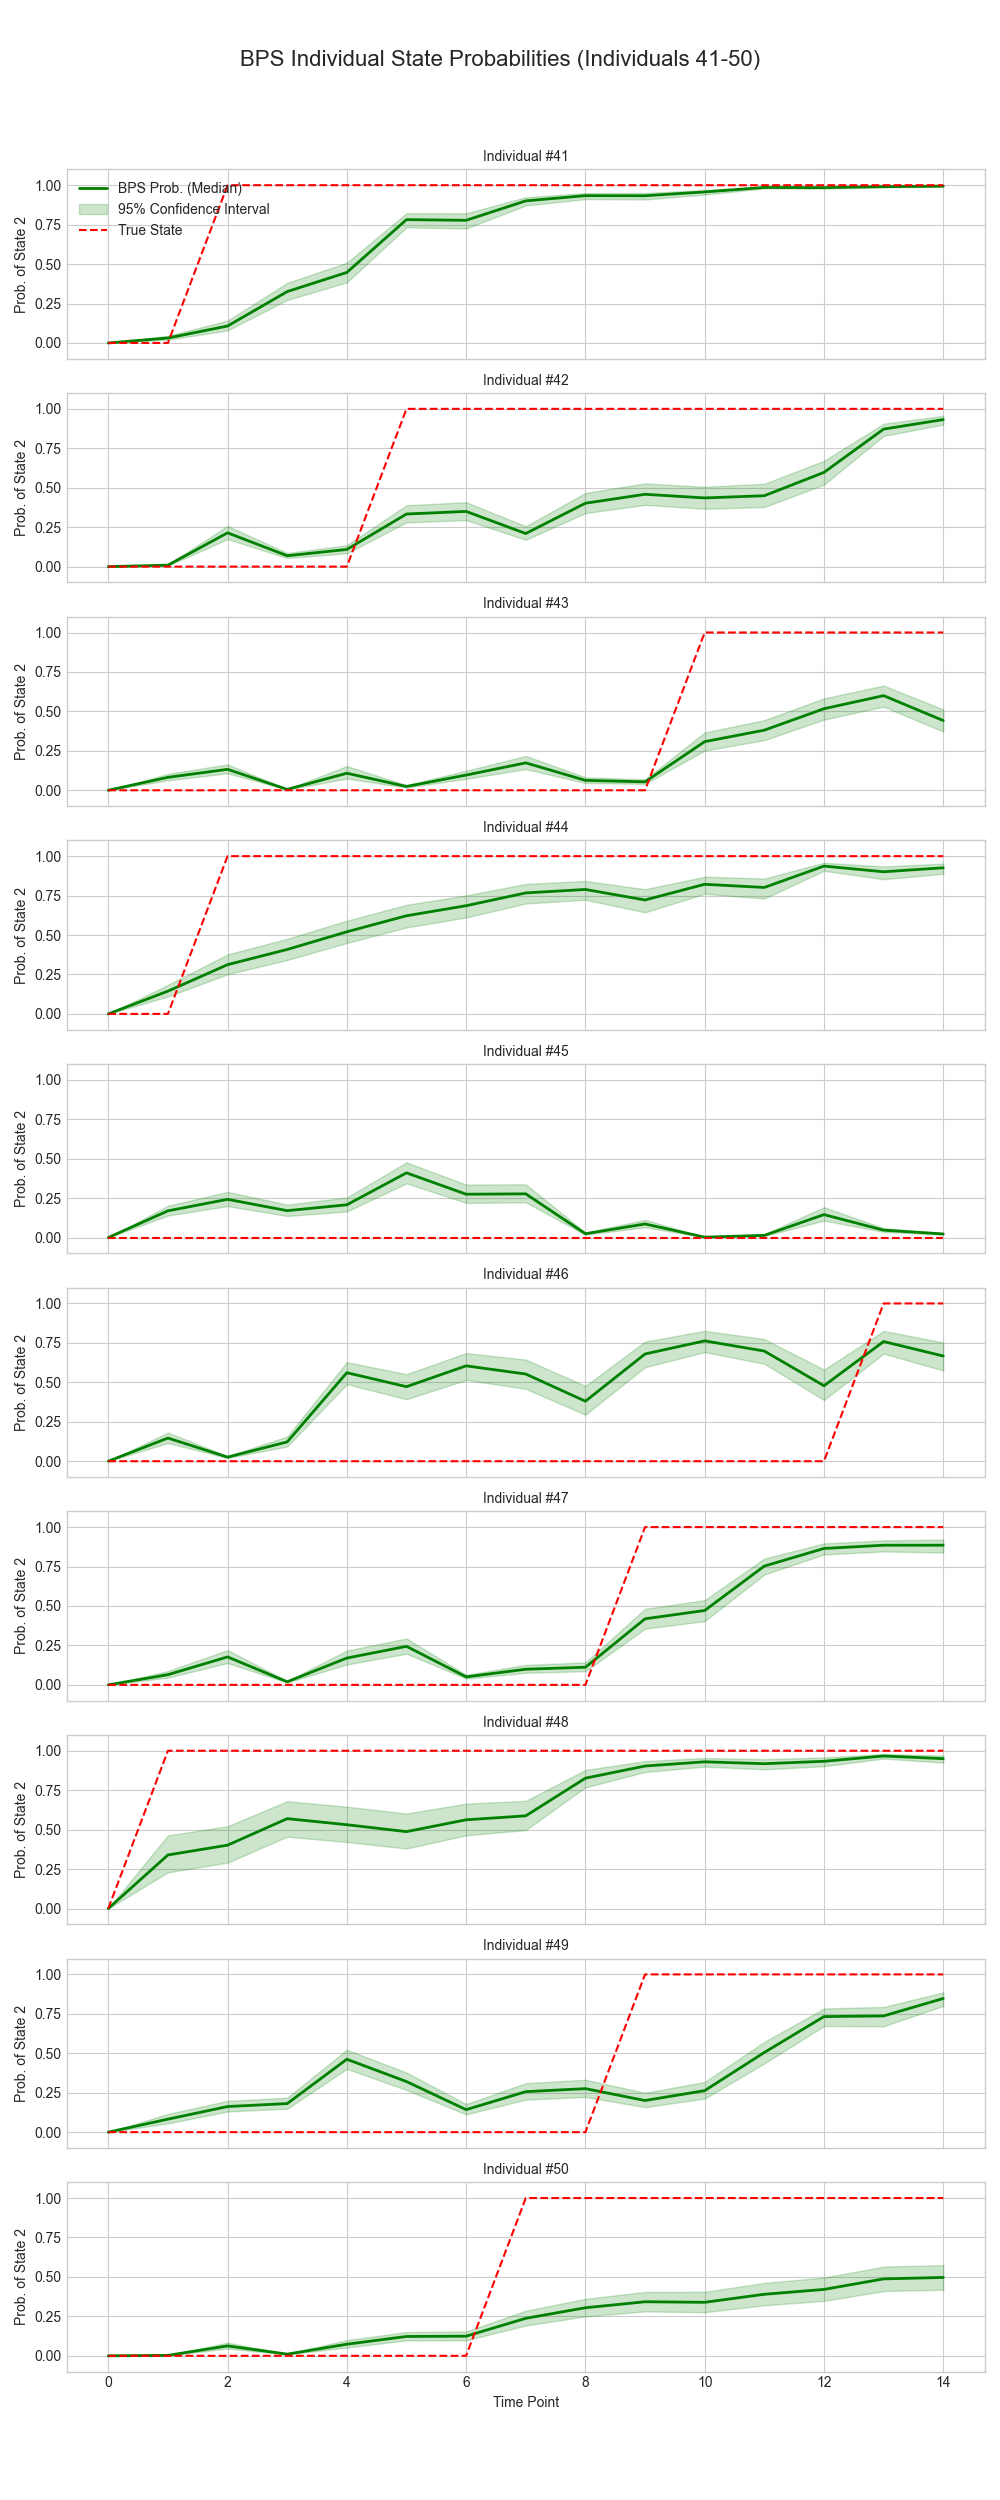 BPS Individual State Probabilities (Individuals 41-50)
Individual #41
BPS Prob. (Median)
95% Confidence Interval
True State
1.00
0.75
0.50
0.25
0.00
Prob. of State 2
Individual #42
1.00
0.75
0.50
0.25
0.00
Prob. of State 2
Individual #43
1.00
0.75
0.50
0.25
0.00
Prob. of State 2
Individual #44
1.00
0.75
0.50
0.25
0.00
Prob. of State 2
Individual #45
1.00
0.75
0.50
0.25
0.00
Prob. of State 2
Individual #46
1.00
0.75
0.50
0.25
0.00
Prob. of State 2
Individual #47
1.00
0.75
0.50
0.25
0.00
Prob. of State 2
Individual #48
1.00
0.75
0.50
0.25
0.00
Prob. of State 2
Individual #49
1.00
0.75
0.50
0.25
0.00
Prob. of State 2
Individual #50
1.00
0.75
0.50
0.25
0.00
Prob. of State 2
0 2 4 6 8 10 12 14
Time Point